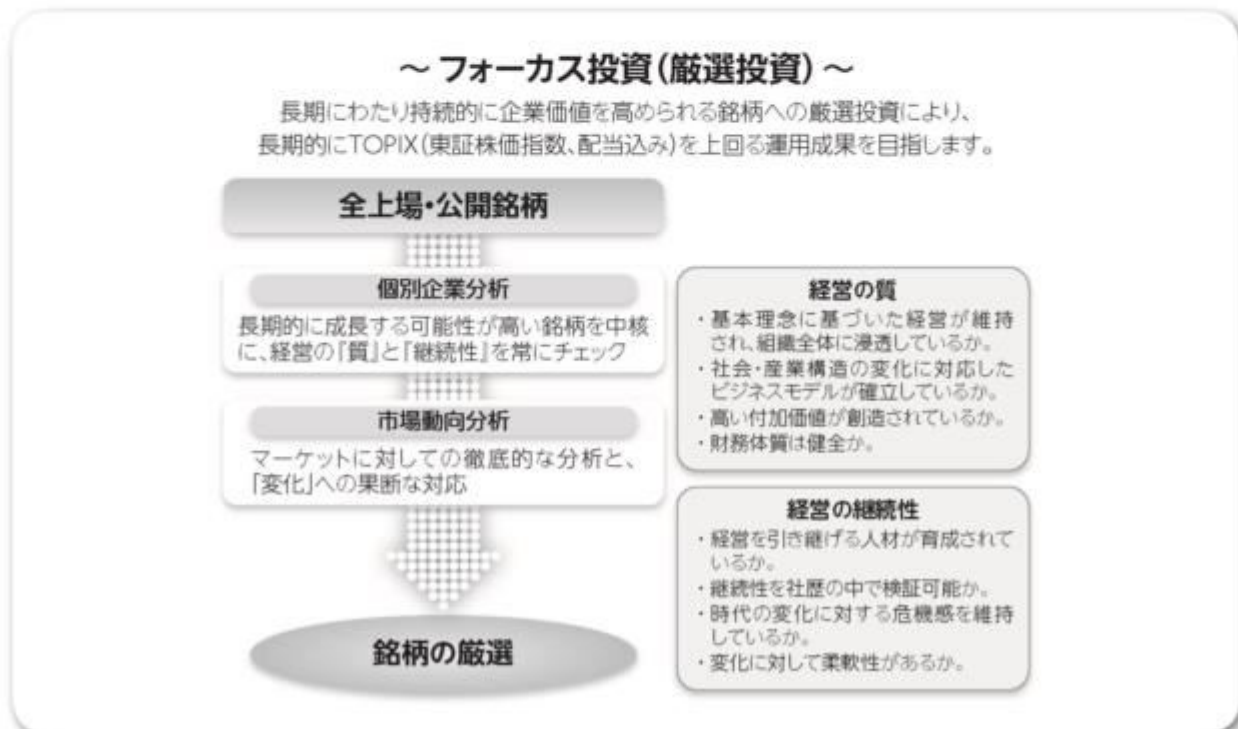 ～ フォーカス投資(厳選投資) ～
長期にわたり持続的に企業価値を高められる銘柄への厳選投資により、
長期的にTOPIX(東証株価指数、配当込み)を上回る運用成果を目指します。
全上場・公開銘柄
個別企業分析
長期的に成長する可能性が高い銘柄を中核
に、経営の『質』と『継続性』を常にチェック
市場動向分析
マーケットに対しての徹底的な分析と、
「変化」への果断な対応
銘柄の厳選
経営の質
・基本理念に基づいた経営が維持
され、組織全体に浸透しているか。
・社会・産業構造の変化に対応した
ビジネスモデルが確立しているか。
・高い付加価値が創造されているか。
・財務体質は健全か。
経営の継続性
・経営を引き継げる人材が育成されて
いるか。
・継続性を社歴の中で検証可能か。
・時代の変化に対する危機感を維持
しているか。
・変化に対して柔軟性があるか。